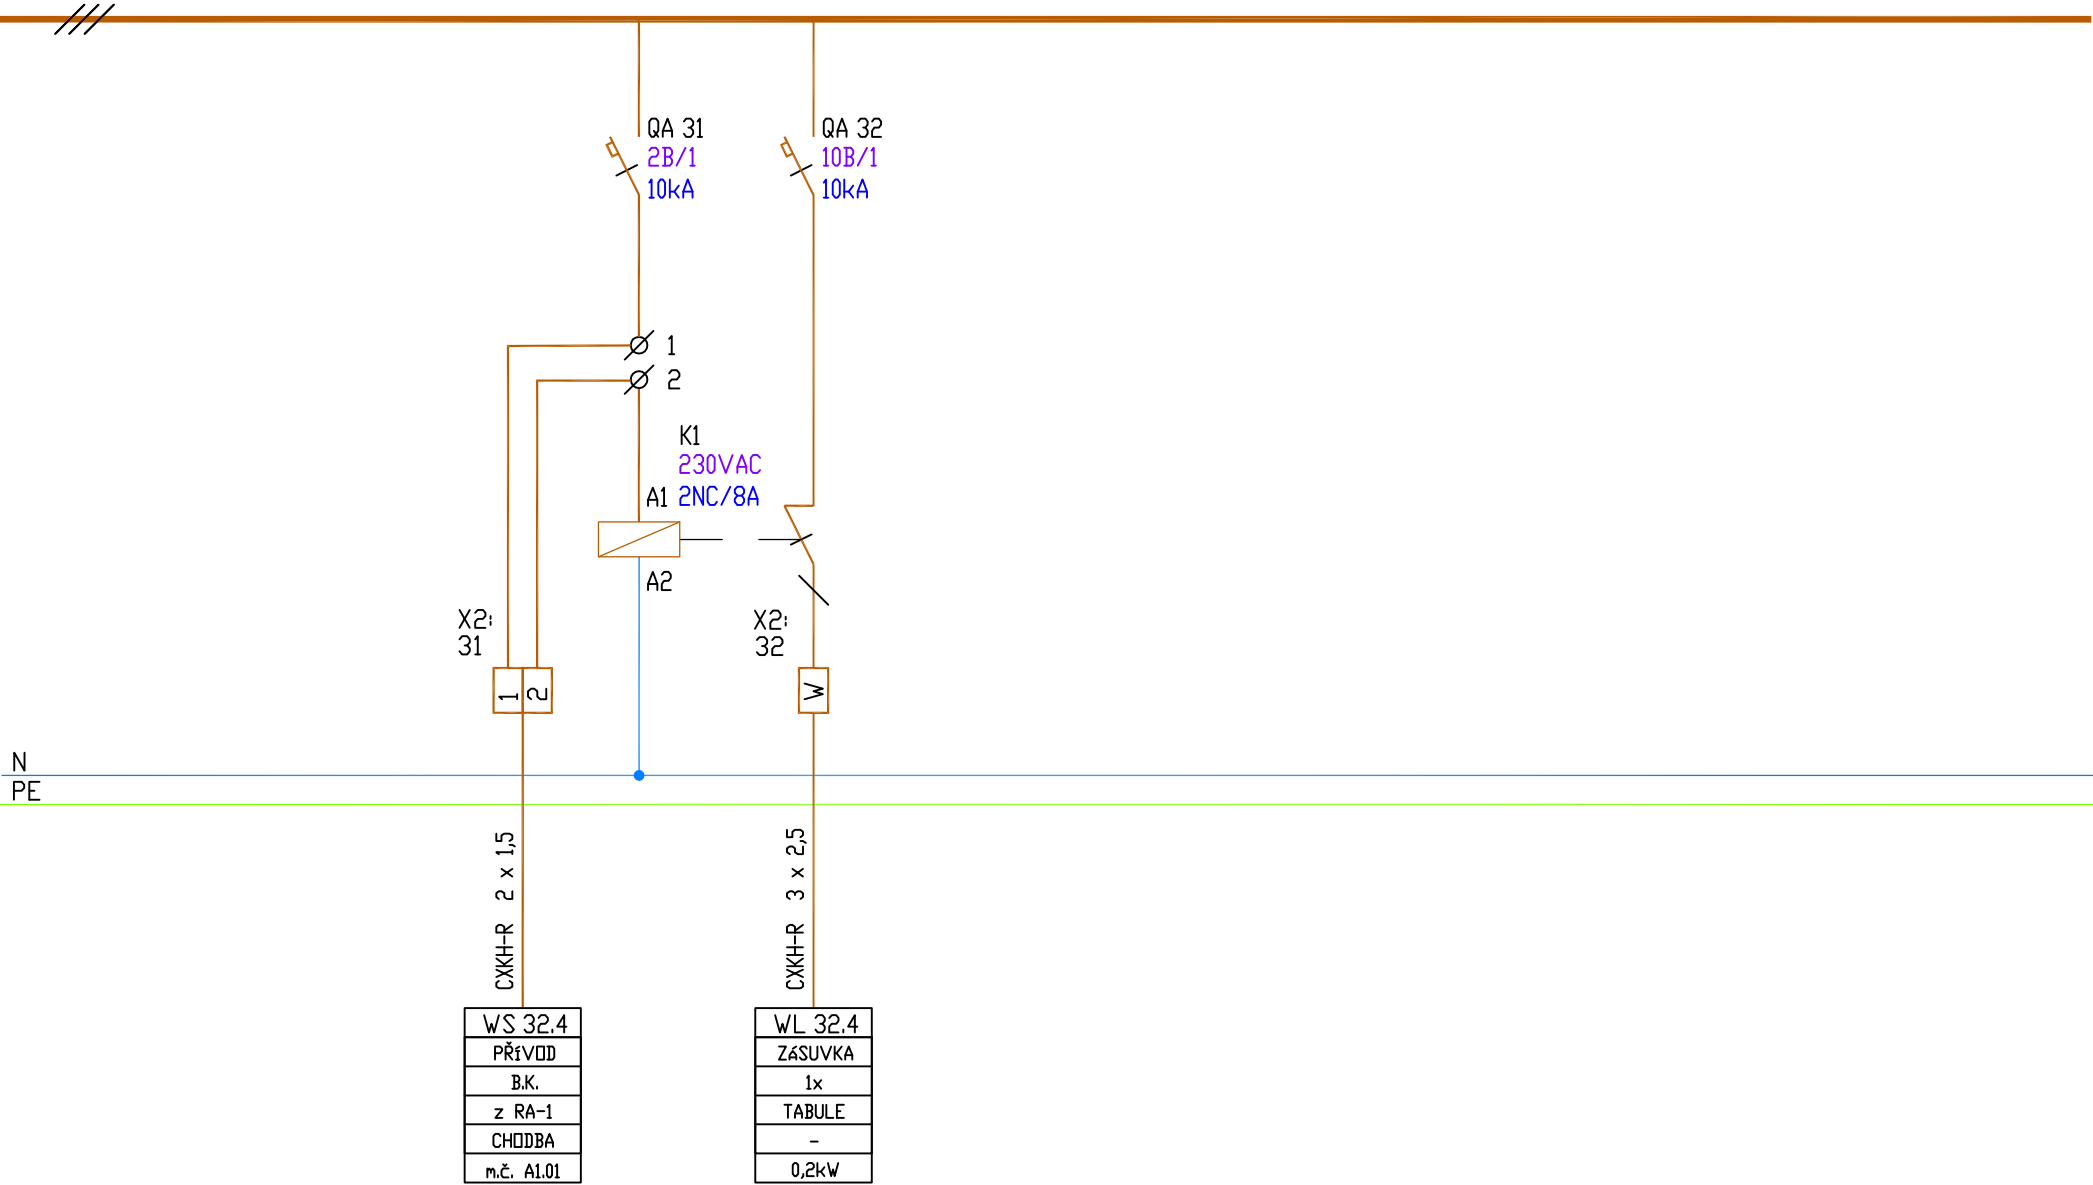 QA 31
2B/1
10kA
QA 32
10B/1
10kA
1
2
K1
230VAC
A1 2NC/8A
A2
X2:
31
X2:
32
1 2
W
N
PE
CXKH-R 2 x 1,5
CXKH-R 3 x 2,5
WS 32.4
PŘíVOD
B.K.
z RA-1
CHODBA
m.č. A1.01
WL 32.4
ZáSUVKA
1x
TABULE
-
0,2kW